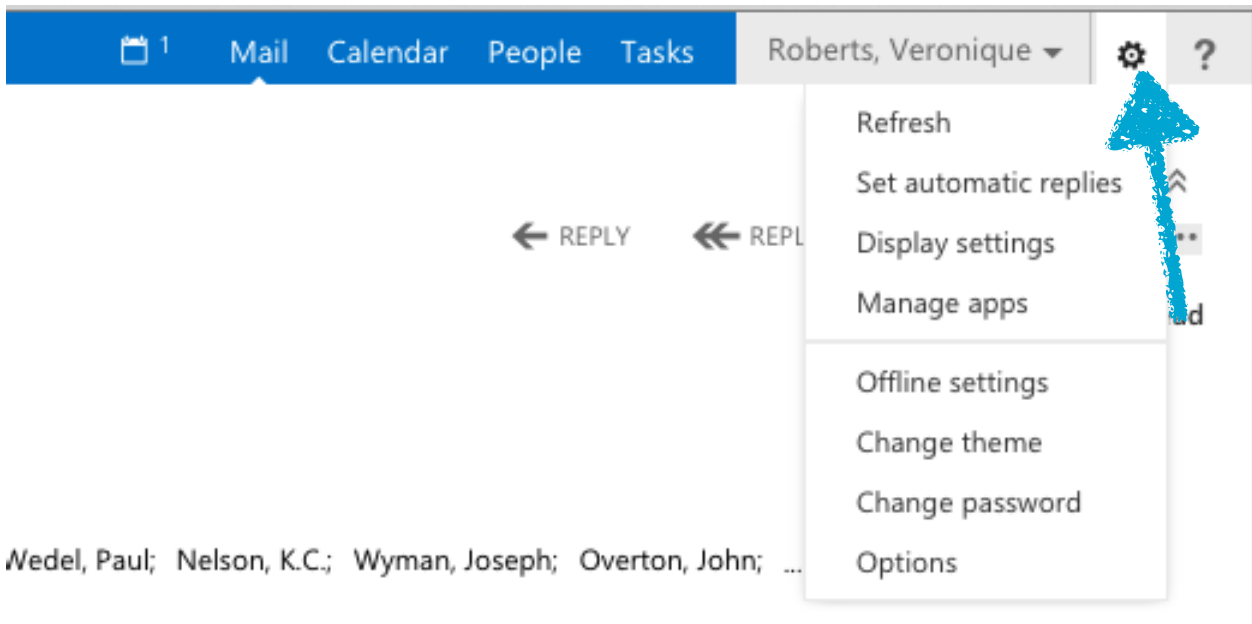 1 Mail Calendar People Tasks Roberts, Veronique ?
Refresh
Set automatic replies
REPLY REPL
Display settings
Manage apps
Offline settings
Change theme
Change password
Wedel, Paul; Nelson, K.C.; Wyman, Joseph; Overton, John; ...
Options